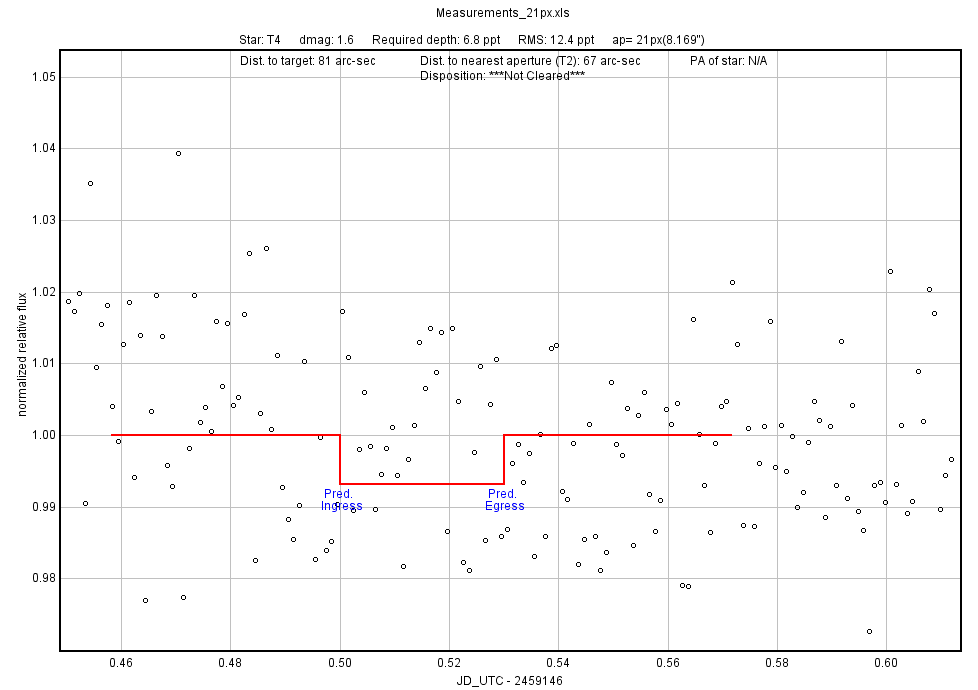 Measurements_21px.xls
Star: T4 dmag: 1.6 Required depth: 6.8 ppt RMS: 12.4 ppt ap= 21px(8.169")
Dist. to target: 81 arc-sec Dist. to nearest aperture (T2): 67 arc-sec PA of star: N/A
Disposition: ***Not Cleared***
1.05
1.04
1.03
1.02
1.01
1.00
0.99
0.98
normalized relative flux
Pred.
Ingress
Pred.
Egress
0.46 0.48 0.50 0.52 0.54 0.56 0.58 0.60
JD_UTC - 2459146